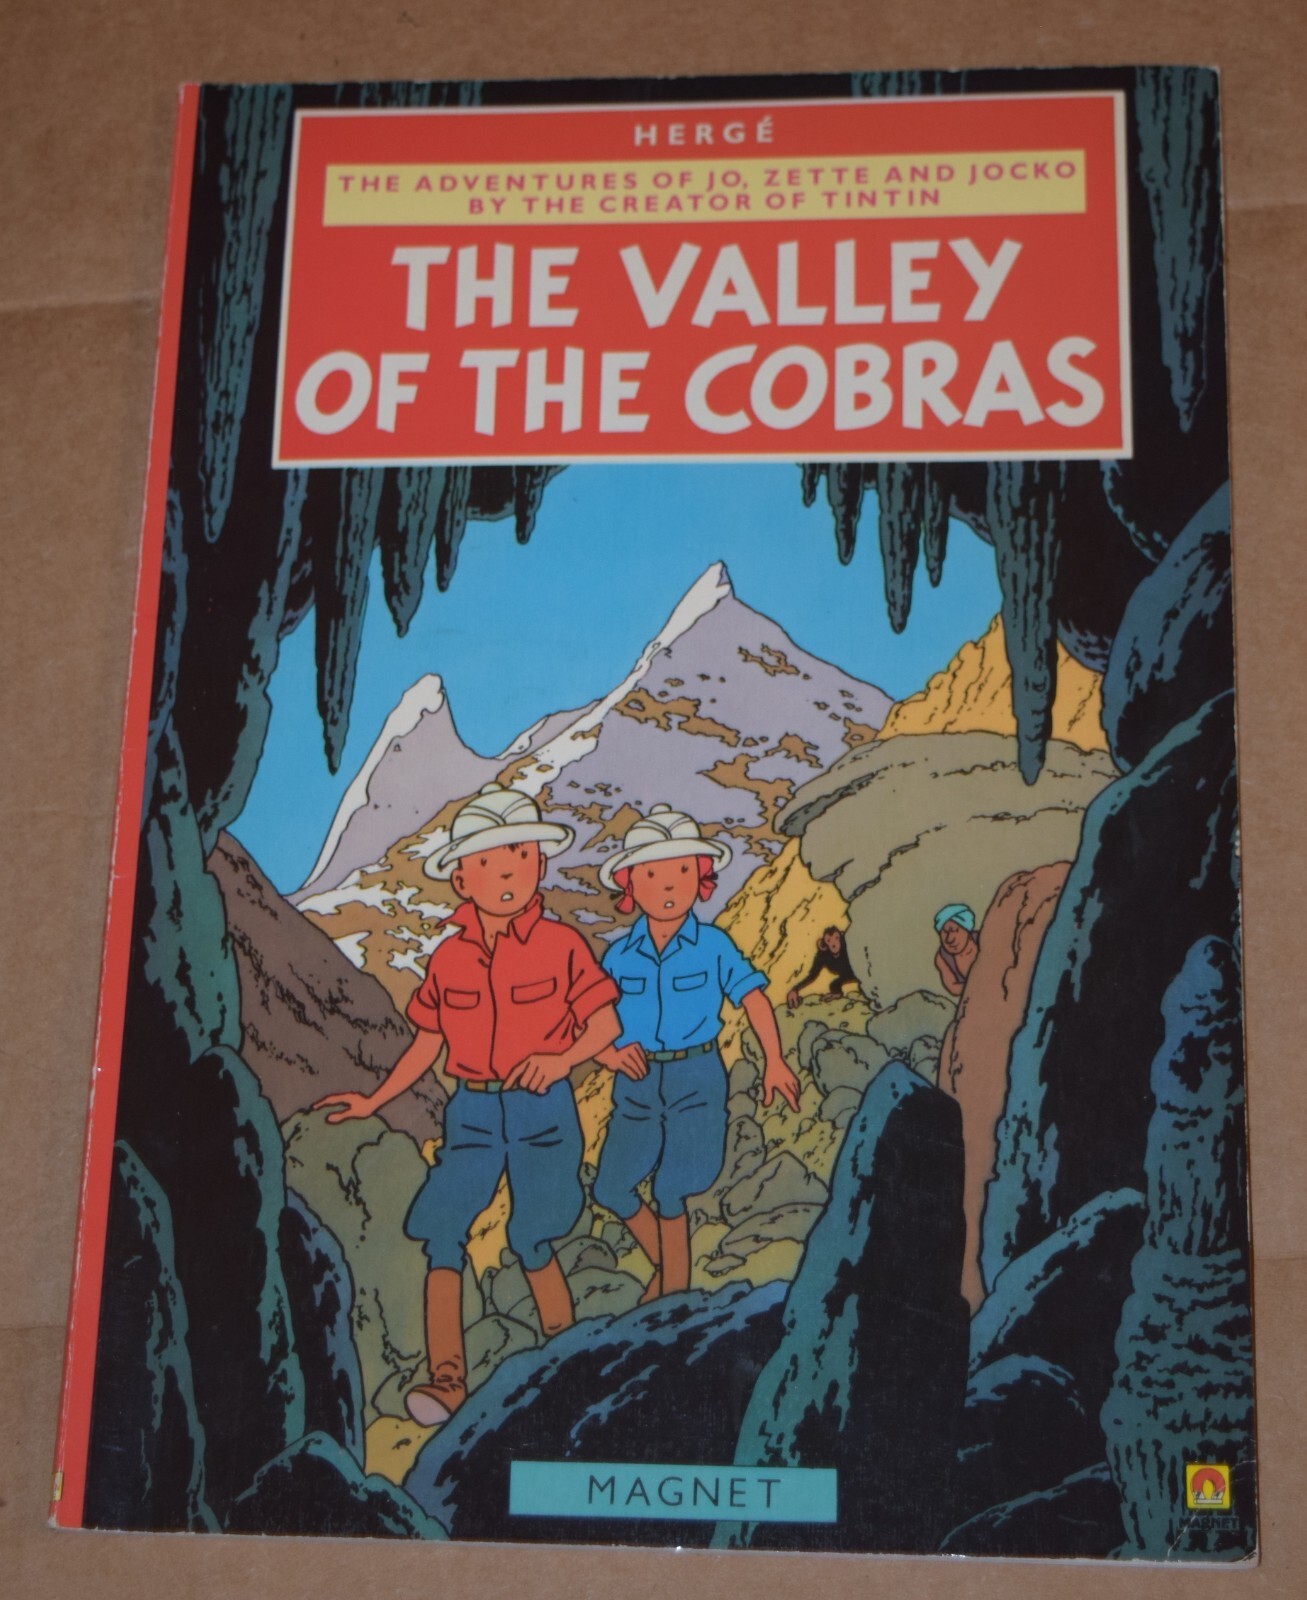 HERGÉ
THE ADVENTURES OF JO, ZETTE AND JOCKO
BY THE CREATOR OF TINTIN
THE VALLEY
OF THE COBRAS
MAGNET
MAGNET